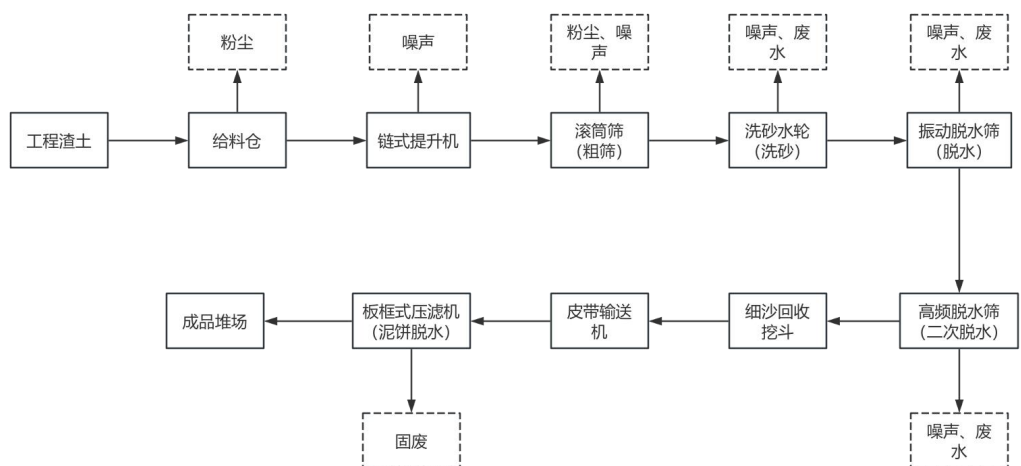 粉尘
噪声
粉尘、噪
声
噪声、废
水
噪声、废
水
工程渣土
给料仓
链式提升机
滚筒筛
(粗筛)
洗砂水轮
(洗砂)
振动脱水筛
(脱水)
成品堆场
板框式压滤机
(泥饼脱水)
皮带输送
机
细沙回收
挖斗
高频脱水筛
(二次脱水)
固废
噪声、废
水